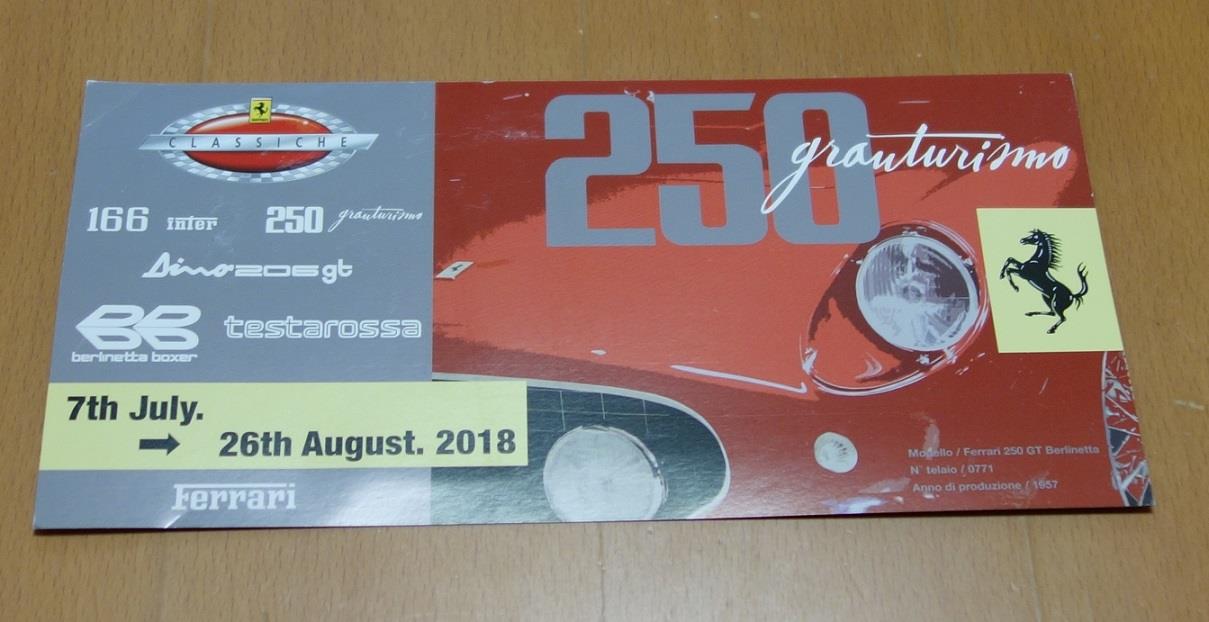 CLASSICHE
166 inter
250 granturismo
Dino 206 gt
BB
berlinetta boxer
testarossa
7th July.
➡ 26th August. 2018
Ferrari
250
granturismo
Modello / Ferrari 250 GT Berlinetta
N° telaio / 0771
Anno di produzione / 1957